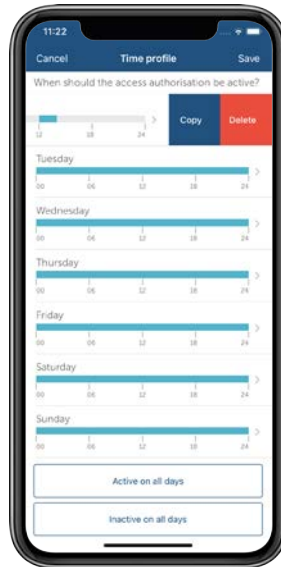 11:22
Cancel Time profile Save
When should the access authorisation be active?
Copy Delete
12 18 24
Tuesday
00 06 12 18 24
Wednesday
00 06 12 18 24
Thursday
00 06 12 18 24
Friday
00 06 12 18 24
Saturday
00 06 12 18 24
Sunday
00 06 12 18 24
Active on all days
Inactive on all days